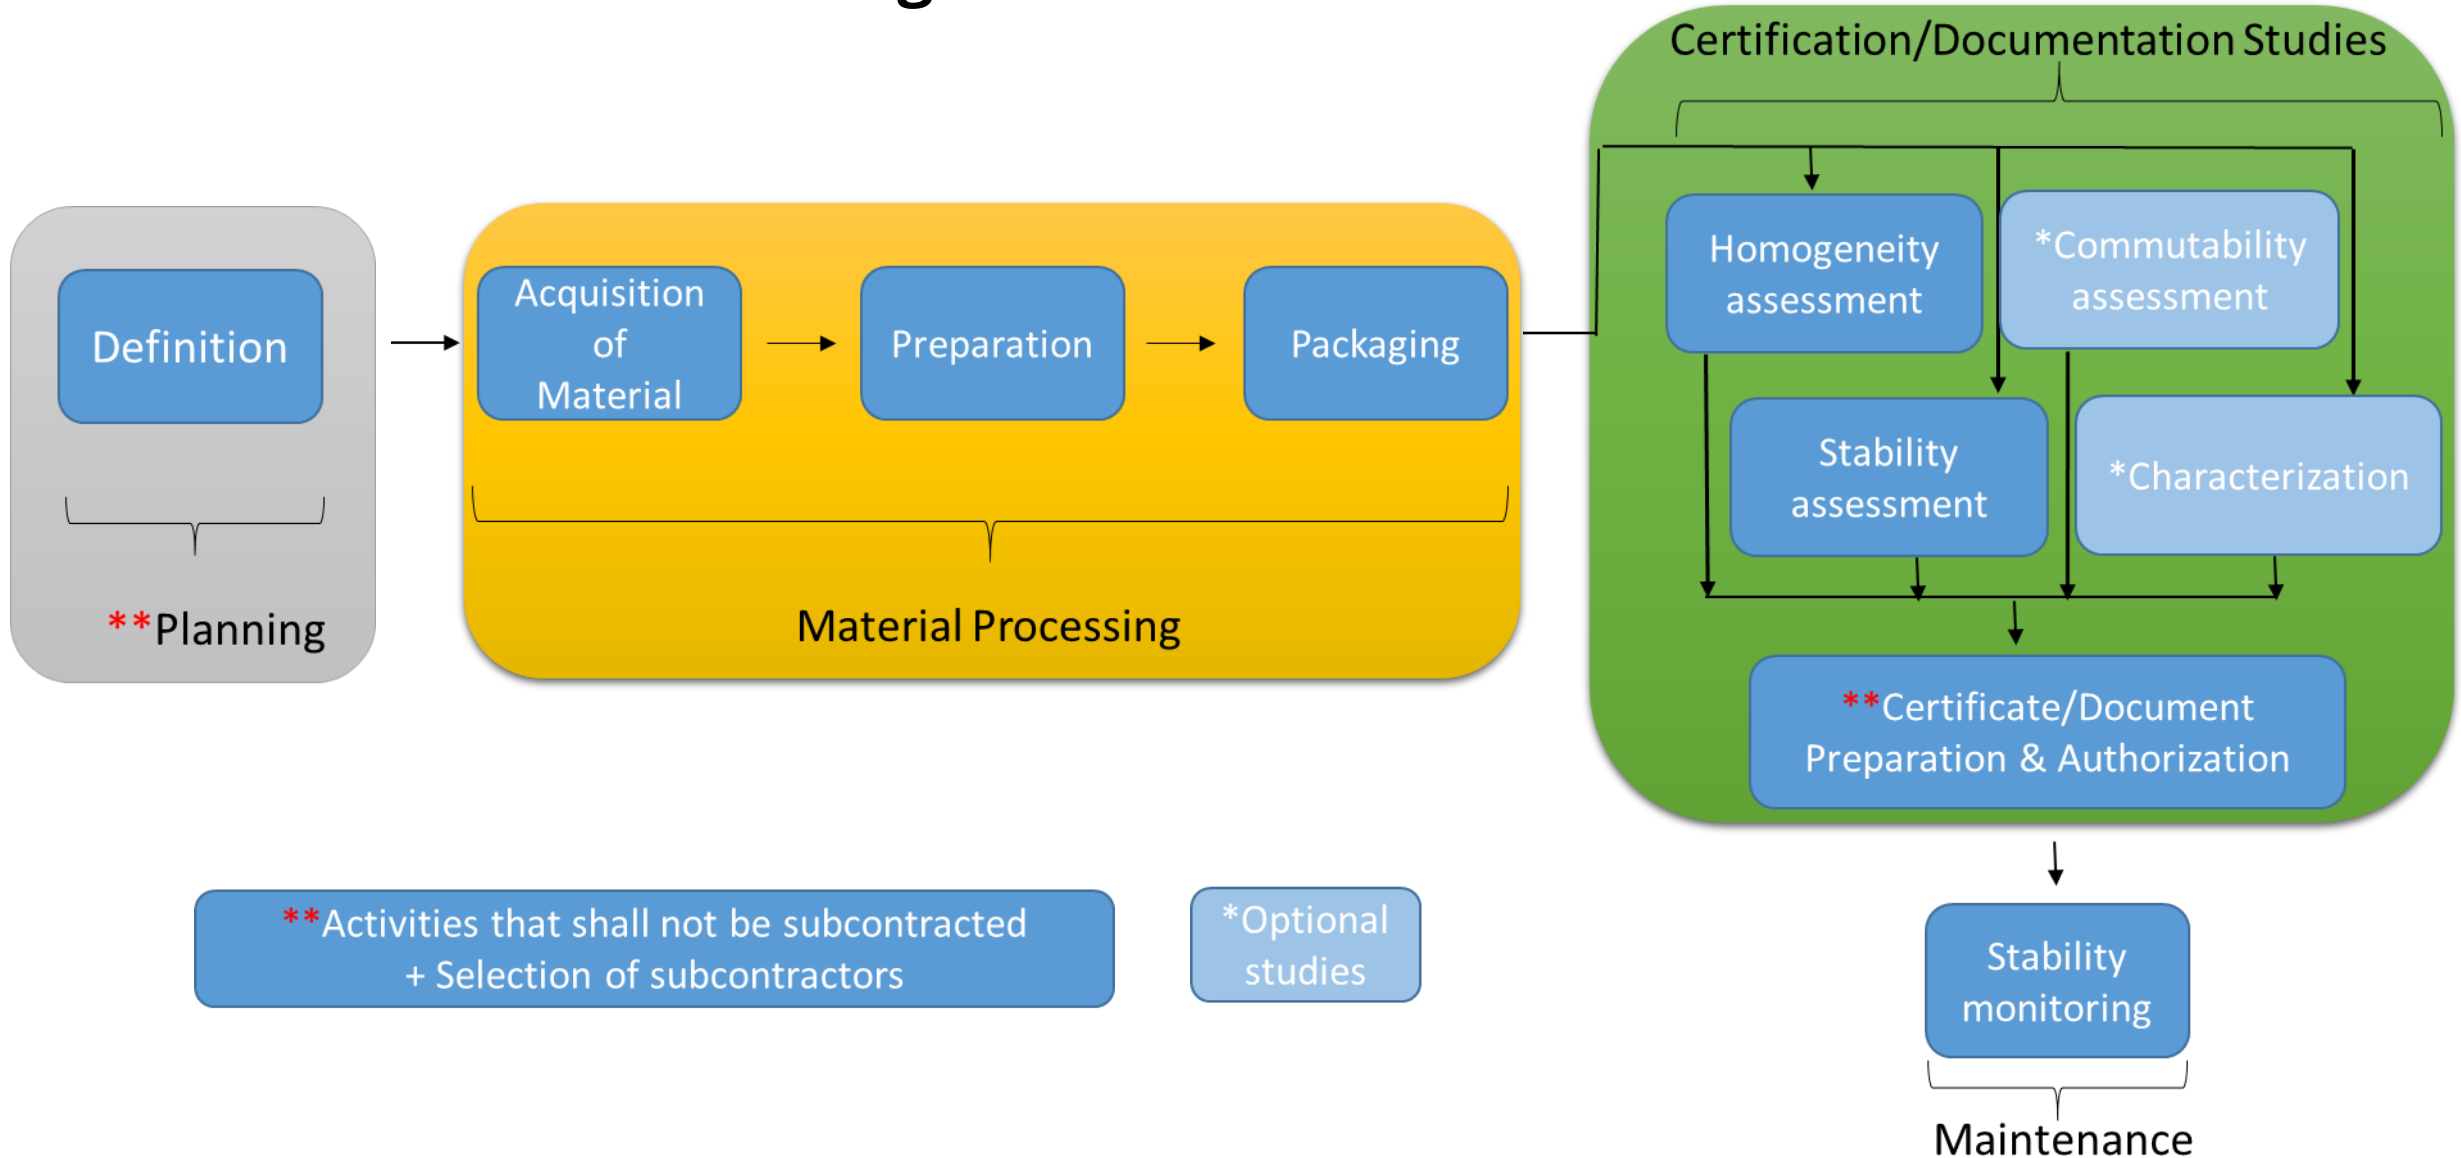 Certification/Documentation Studies
Definition
**Planning
Acquisition
of
Material
Preparation
Packaging
Material Processing
Homogeneity
assessment
*Commutability
assessment
Stability
assessment
*Characterization
**Certificate/Document
Preparation & Authorization
**Activities that shall not be subcontracted
+ Selection of subcontractors
*Optional
studies
Stability
monitoring
Maintenance